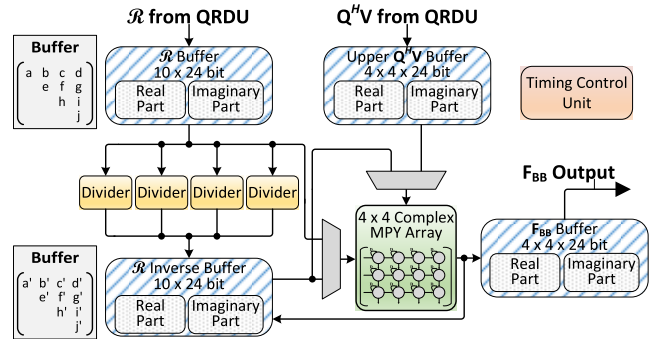 ℛ from QRDU
Q^H V from QRDU
Buffer
a b c d
e f g
h i
j
ℛ Buffer
10 x 24 bit
Real Part
Imaginary Part
Upper Q^H V Buffer
4 x 4 x 24 bit
Real Part
Imaginary Part
Timing Control
Unit
Divider
Divider
Divider
Divider
F_BB Output
4 x 4 Complex
MPY Array
F_BB Buffer
4 x 4 x 24 bit
Real Part
Imaginary Part
Buffer
a' b' c' d'
e' f' g'
h' i'
j'
ℛ Inverse Buffer
10 x 24 bit
Real Part
Imaginary Part